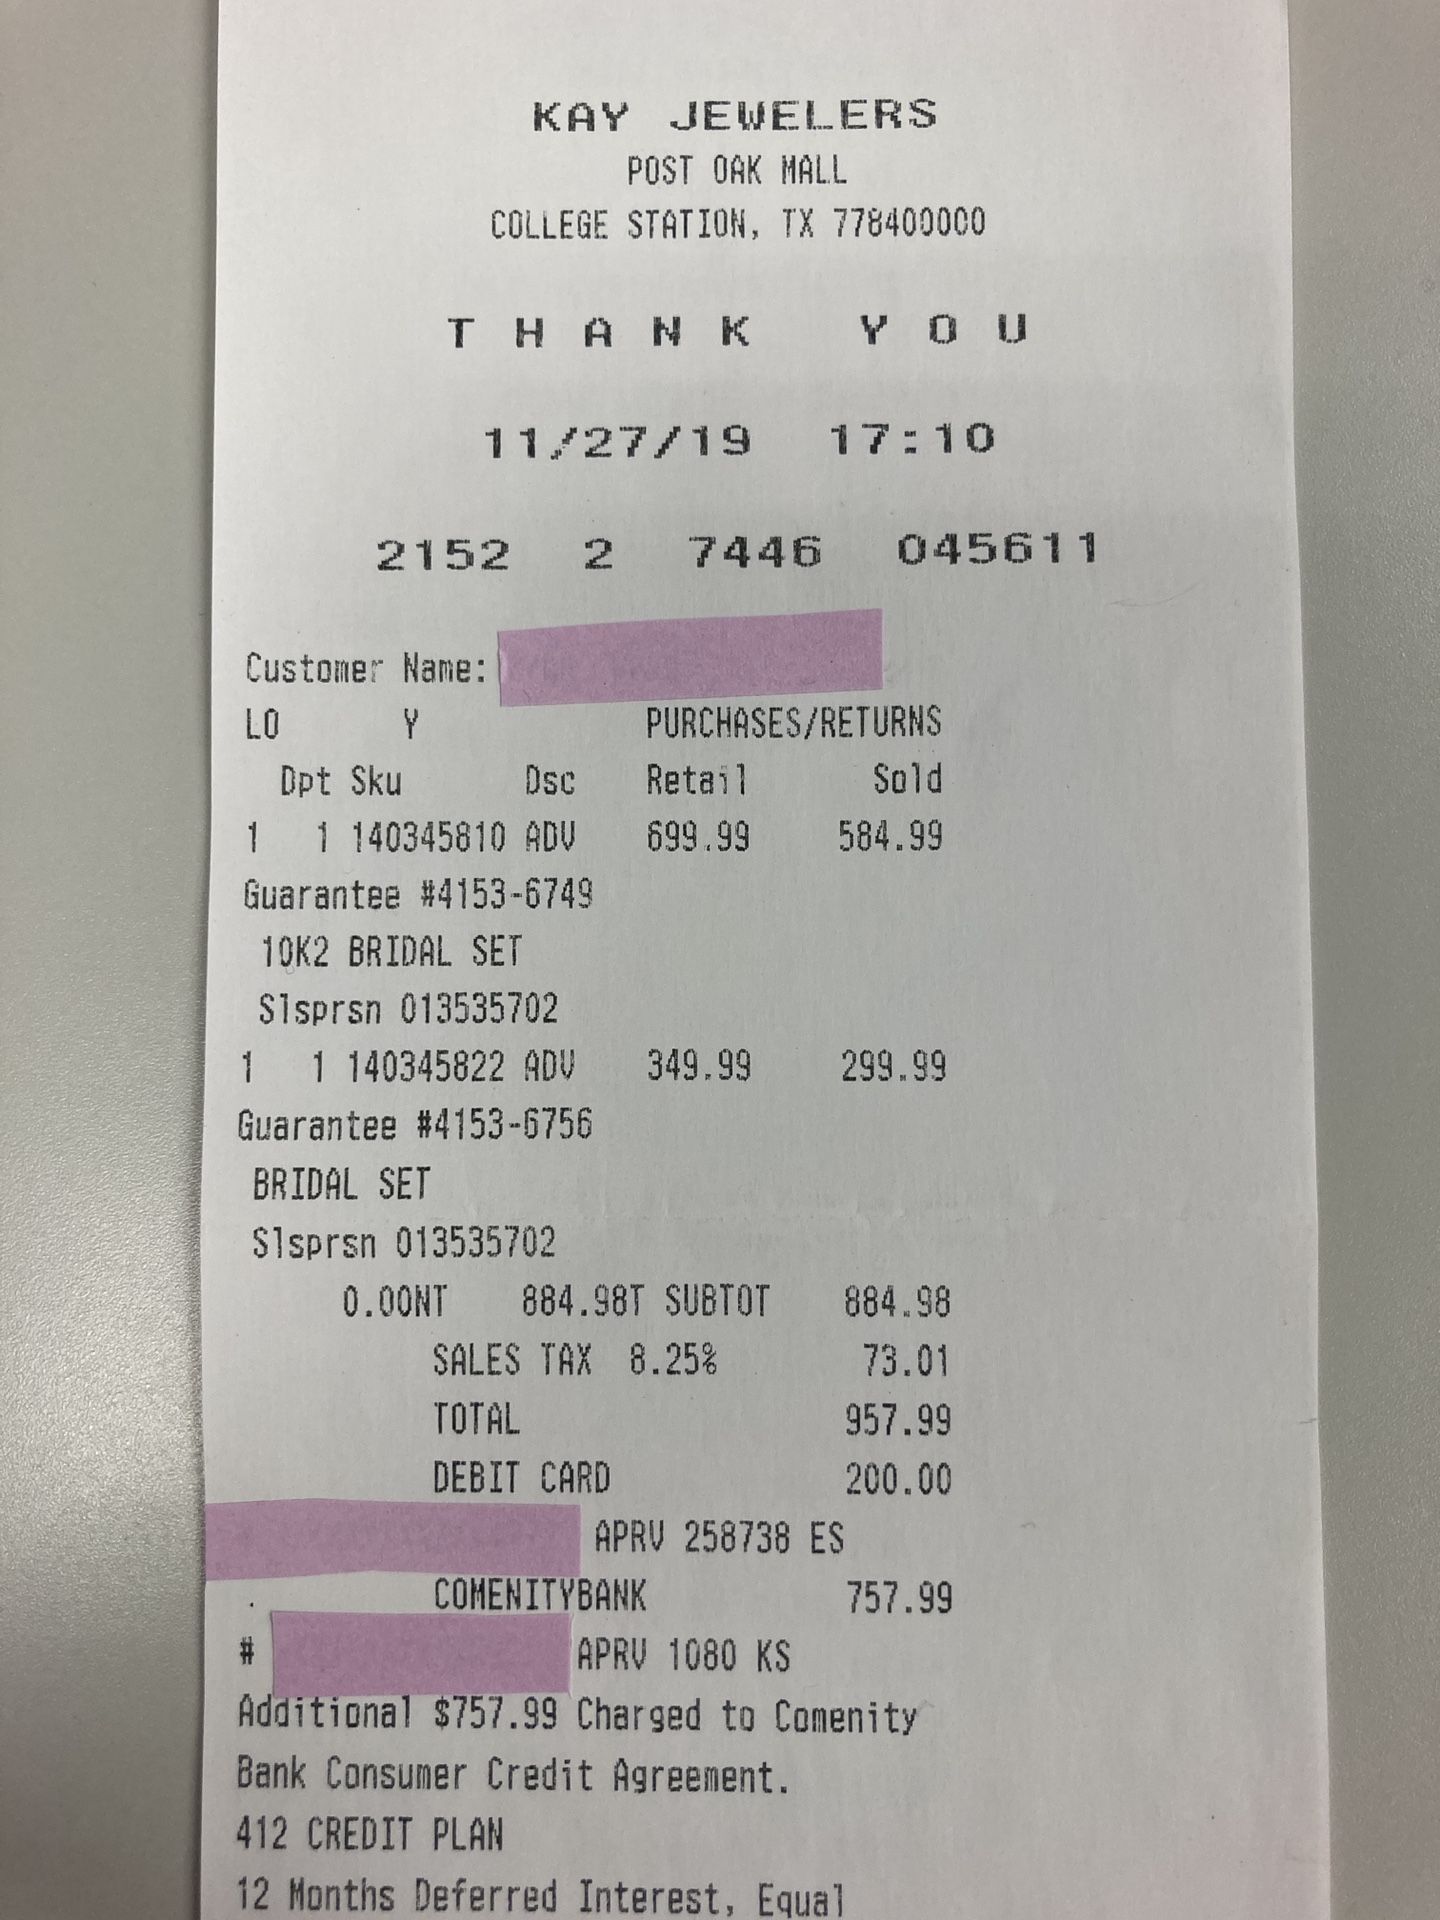 KAY JEWELERS
POST OAK MALL
COLLEGE STATION, TX 778400000
THANK YOU
11/27/19 17:10
2152 2 7446 045611
Customer Name:
LO Y PURCHASES/RETURNS
Dpt Sku Dsc Retail Sold
1 1 140345810 ADV 699.99 584.99
Guarantee #4153-6749
10K2 BRIDAL SET
Slsprsn 013535702
1 1 140345822 ADV 349.99 299.99
Guarantee #4153-6756
BRIDAL SET
Slsprsn 013535702
0.00NT 884.98T SUBTOT 884.98
SALES TAX 8.25% 73.01
TOTAL 957.99
DEBIT CARD 200.00
APRV 258738 ES
COMENITYBANK 757.99
# APRV 1080 KS
Additional $757.99 Charged to Comenity
Bank Consumer Credit Agreement.
412 CREDIT PLAN
12 Months Deferred Interest, Equal